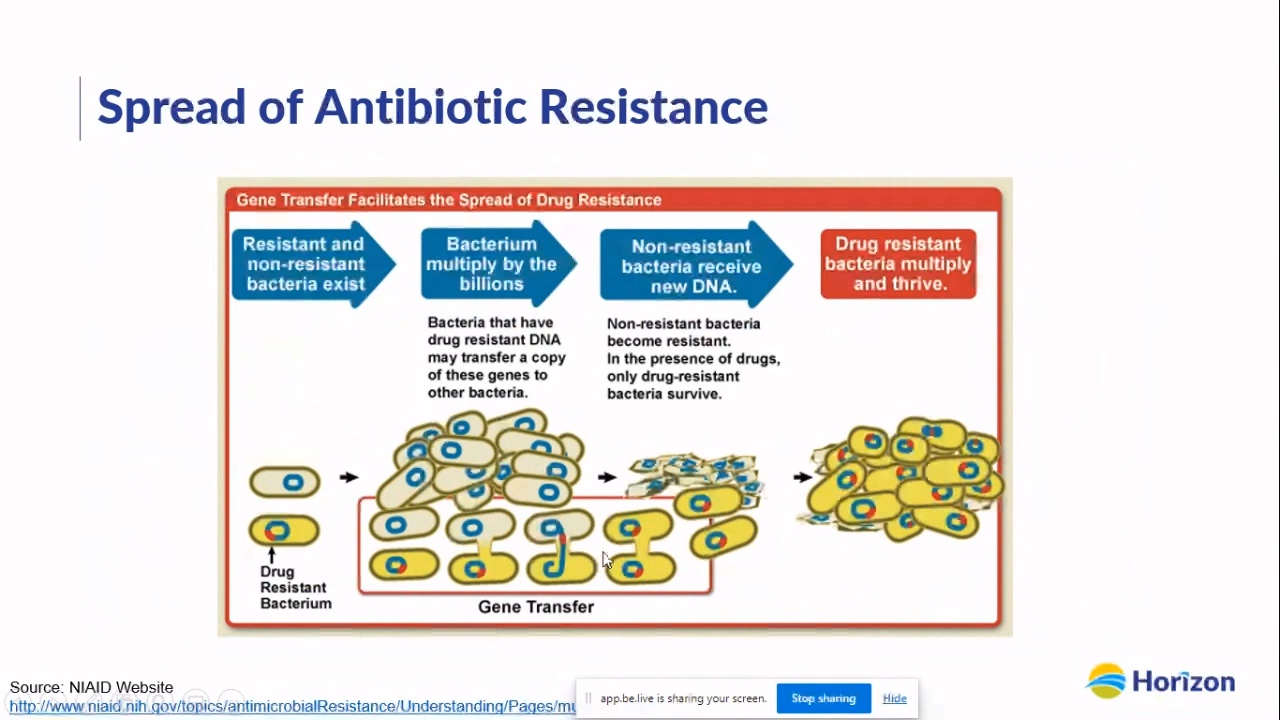 Spread of Antibiotic Resistance
Gene Transfer Facilitates the Spread of Drug Resistance
Resistant and
non-resistant
bacteria exist
Bacterium
multiply by the
billions
Non-resistant
bacteria receive
new DNA.
Drug resistant
bacteria multiply
and thrive.
Bacteria that have
drug resistant DNA
may transfer a copy
of these genes to
other bacteria.
Non-resistant bacteria
become resistant.
In the presence of drugs,
only drug-resistant
bacteria survive.
Drug
Resistant
Bacterium
Gene Transfer
Source: NIAID Website
http://www.niaid.nih.gov/topics/antimicrobialResistance/Understanding/Pages/mu
app.be.live is sharing your screen.
Stop sharing
Hide
Horizon